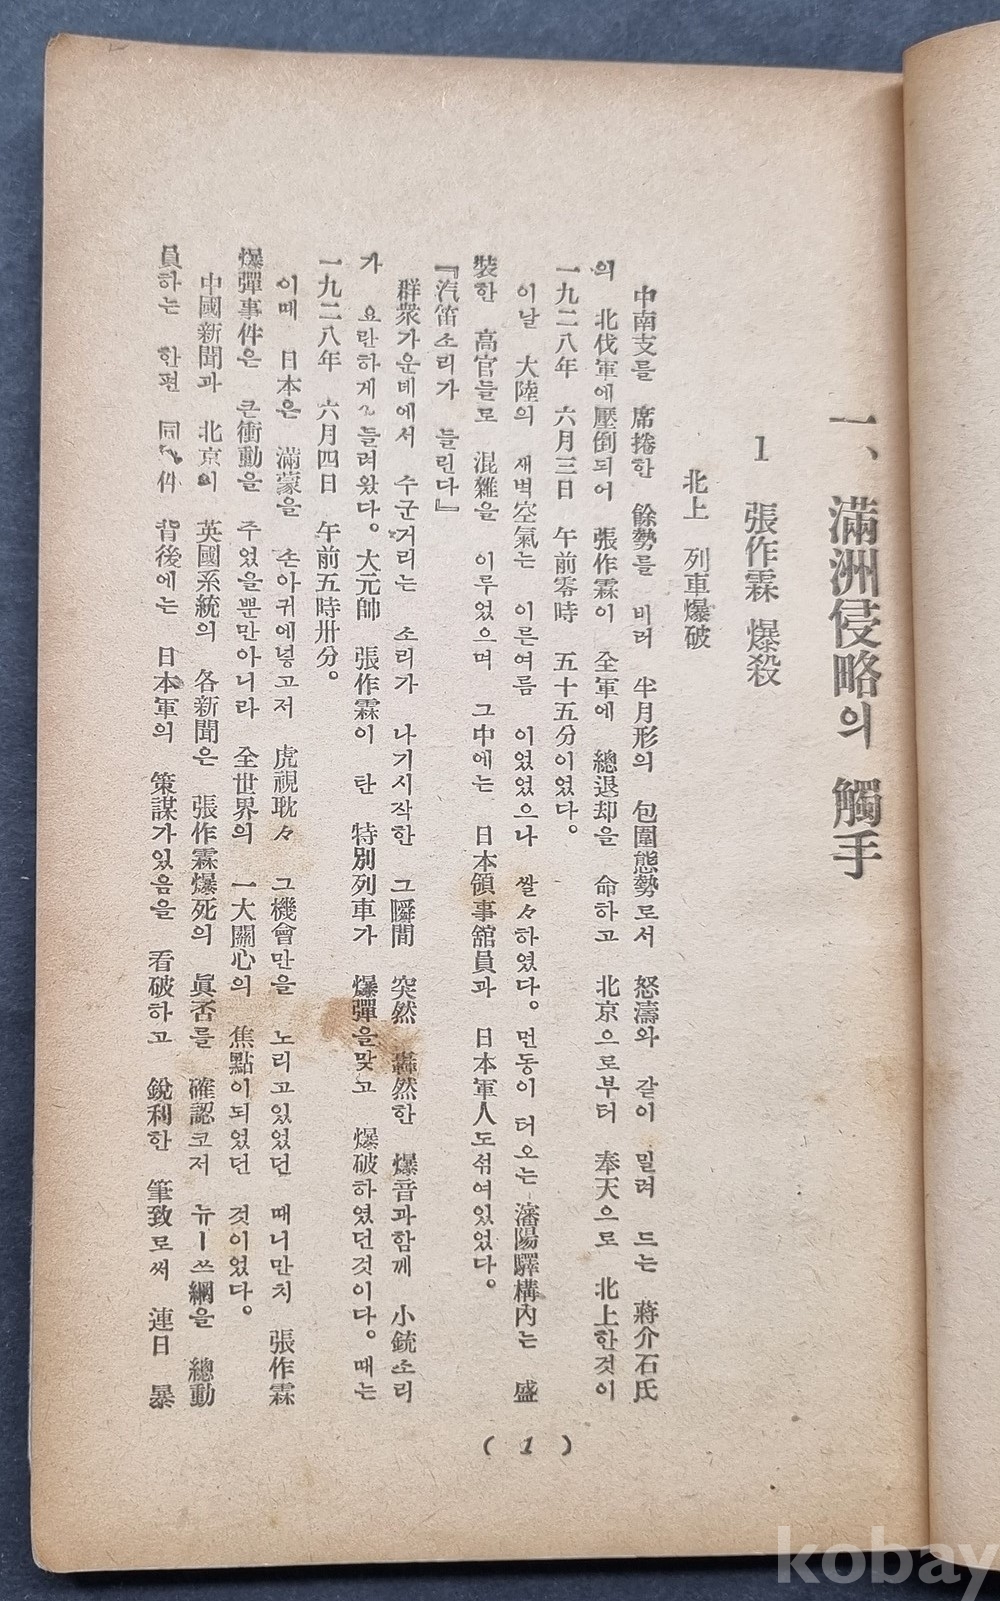 一、滿洲侵略의 觸手
1 張作霖 爆殺
北上 列車爆破
中南支를 席捲한 餘勢를 비러 半月形의 包圍態勢로서 怒濤와 같이 밀려 드는 蔣介石氏
의 北伐軍에壓倒되어 張作霖이 全軍에 總退却을 命하고 北京으로부터 奉天으로 北上한것이
一九二八年 六月三日 午前零時 五十五分이었다。
이날 大陸의 새벽空氣는 이른여름 이었었으나 쌀々하였다。먼동이 터오는 瀋陽驛構內는 盛
裝한 高官들로 混雜을 이루었으며 그中에는 日本領事舘員과 日本軍人도섞여있었다。
『汽笛소리가 들린다』
群衆가운데에서 수군거리는 소리가 나기시작한 그瞬間 突然 轟然한 爆音과함께 小銃소리
가 요란하게 들려왔다。大元帥 張作霖이 탄 特別列車가 爆彈을맞고 爆破하였던것이다。때는
一九二八年 六月四日 午前五時卅分。
이때 日本은 滿蒙을 손아귀에넣고저 虎視耽々 그機會만을 노리고있었던 때니만치 張作霖
爆彈事件은 큰衝動을 주었을뿐만아니라 全世界의 一大關心의 焦點이되었던 것이었다。
中國新聞과 北京의 英國系統의 各新聞은 張作霖爆死의 眞否를 確認코저 뉴ー쓰網을 總動
員하는 한편 同 件 背後에는 日本軍의 策謀가있음을 看破하고 銳利한 筆致로써 連日 暴
( 1 )
kobay